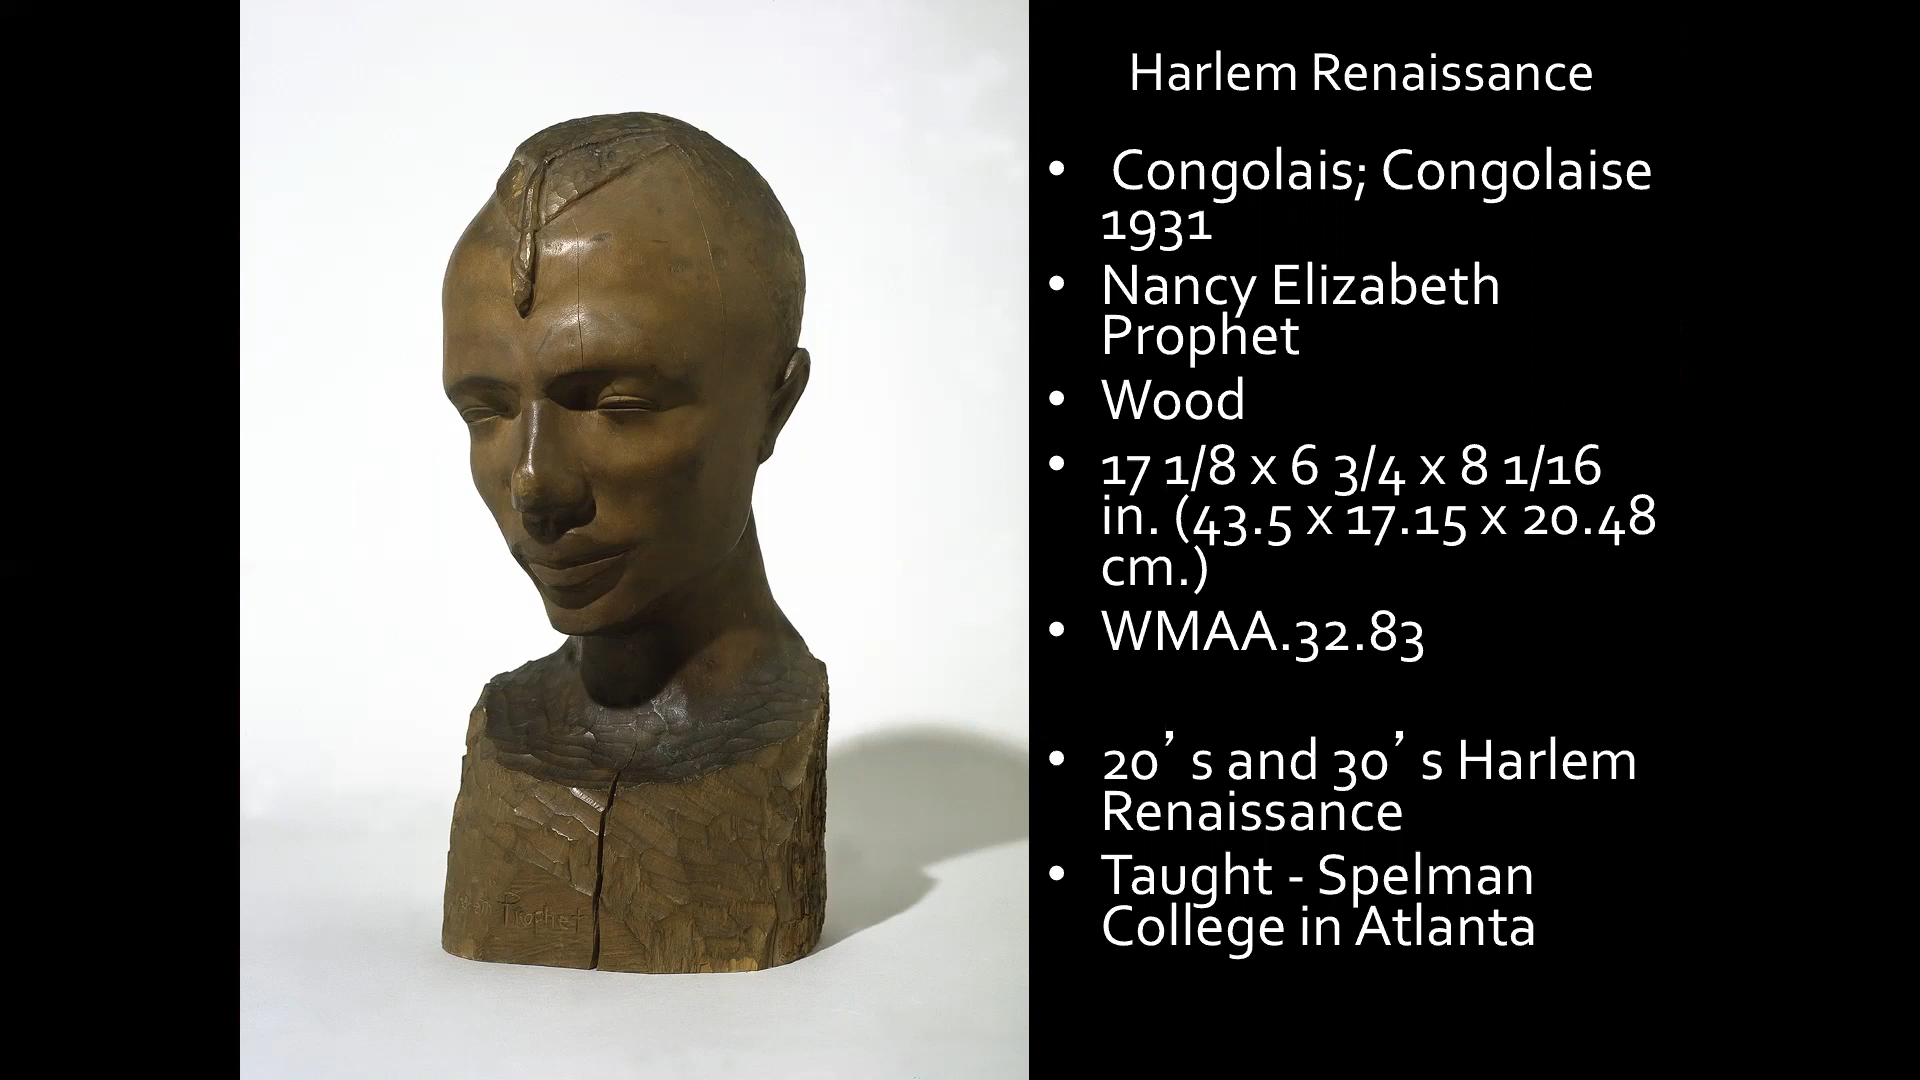 Harlem Renaissance
• Congolais; Congolaise
1931
• Nancy Elizabeth
Prophet
• Wood
• 17 1/8 x 6 3/4 x 8 1/16
in. (43.5 x 17.15 x 20.48
cm.)
• WMAA.32.83
• 20’s and 30’s Harlem
Renaissance
• Taught - Spelman
College in Atlanta
Prophet